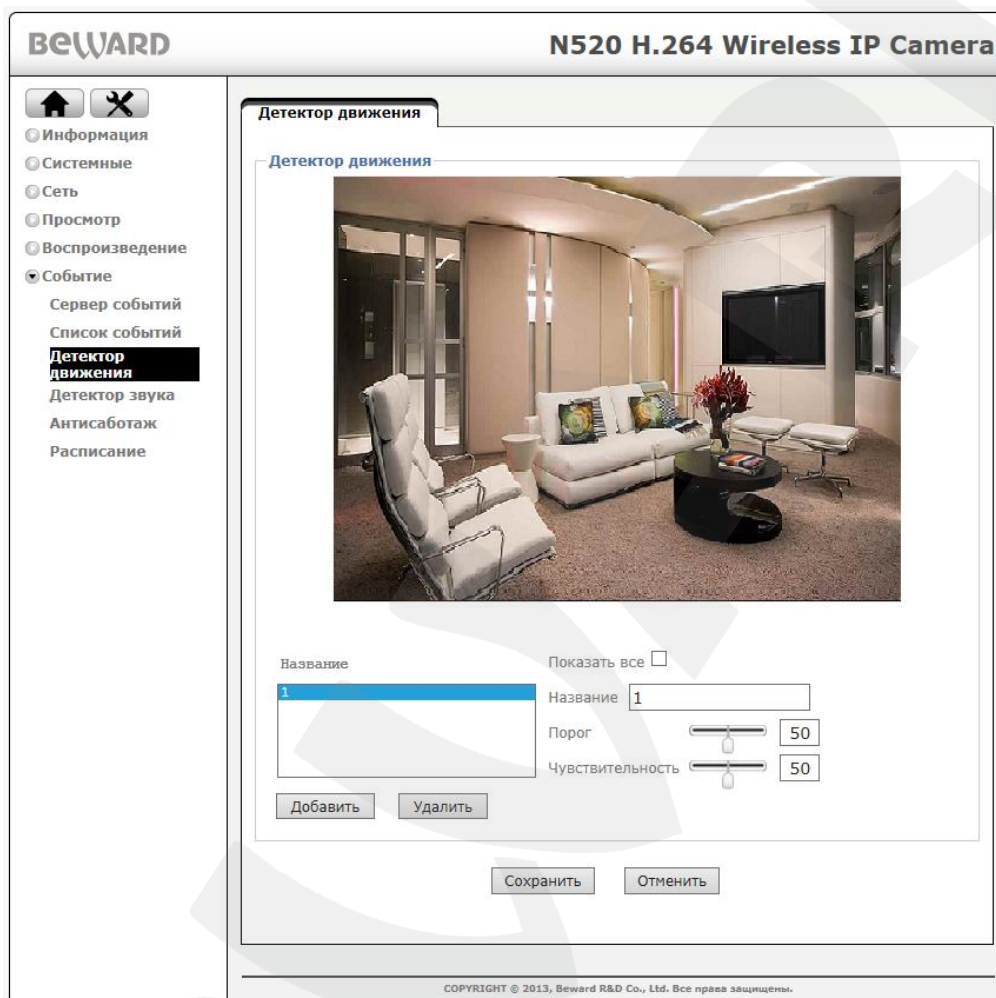 BEWARD
N520 H.264 Wireless IP Camera
Информация
Системные
Сеть
Просмотр
Воспроизведение
Событие
Сервер событий
Список событий
Детектор
движения
Детектор звука
Антисаботаж
Расписание
Детектор движения
Детектор движения
Название
1
Показать все
Название 1
Порог 50
Чувствительность 50
Добавить Удалить
Сохранить Отменить
COPYRIGHT © 2013, Beward R&D Co., Ltd. Все права защищены.